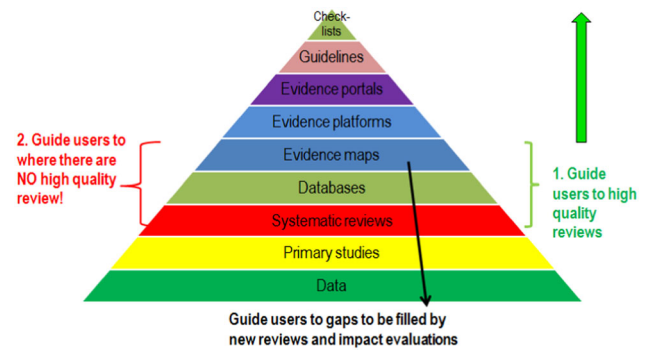 Check-
lists
Guidelines
Evidence portals
Evidence platforms
Evidence maps
Databases
Systematic reviews
Primary studies
Data
2. Guide users to
where there are
NO high quality
review!
1. Guide
users to high
quality
reviews
Guide users to gaps to be filled by
new reviews and impact evaluations